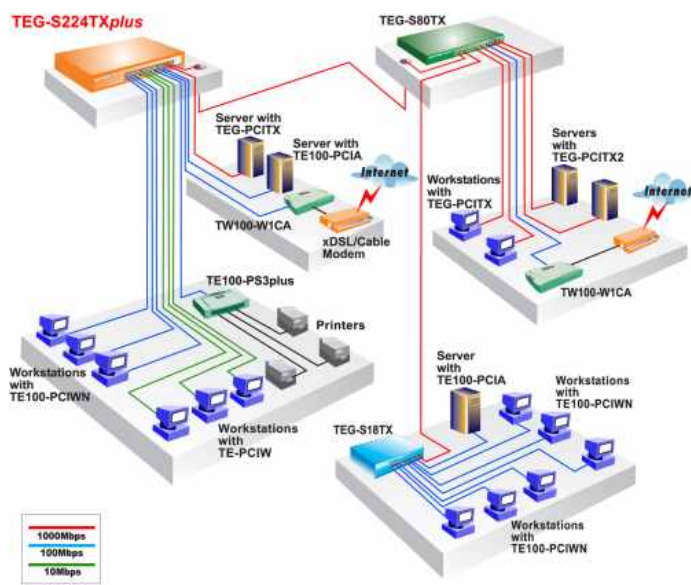 TEG-S224TXplus
TEG-S80TX
Server with
TEG-PCITX
Server with
TE100-PCIA
Internet
TW100-W1CA
xDSL/Cable
Modem
Servers
with
TEG-PCITX2
Workstations
with
TEG-PCITX
Internet
TW100-W1CA
TE100-PS3plus
Printers
Workstations
with
TE100-PCIWN
Workstations
with
TE-PCIW
Server
with
TE100-PCIA
Workstations
with
TE100-PCIWN
TEG-S18TX
Workstations
with
TE100-PCIWN
1000Mbps
100Mbps
10Mbps